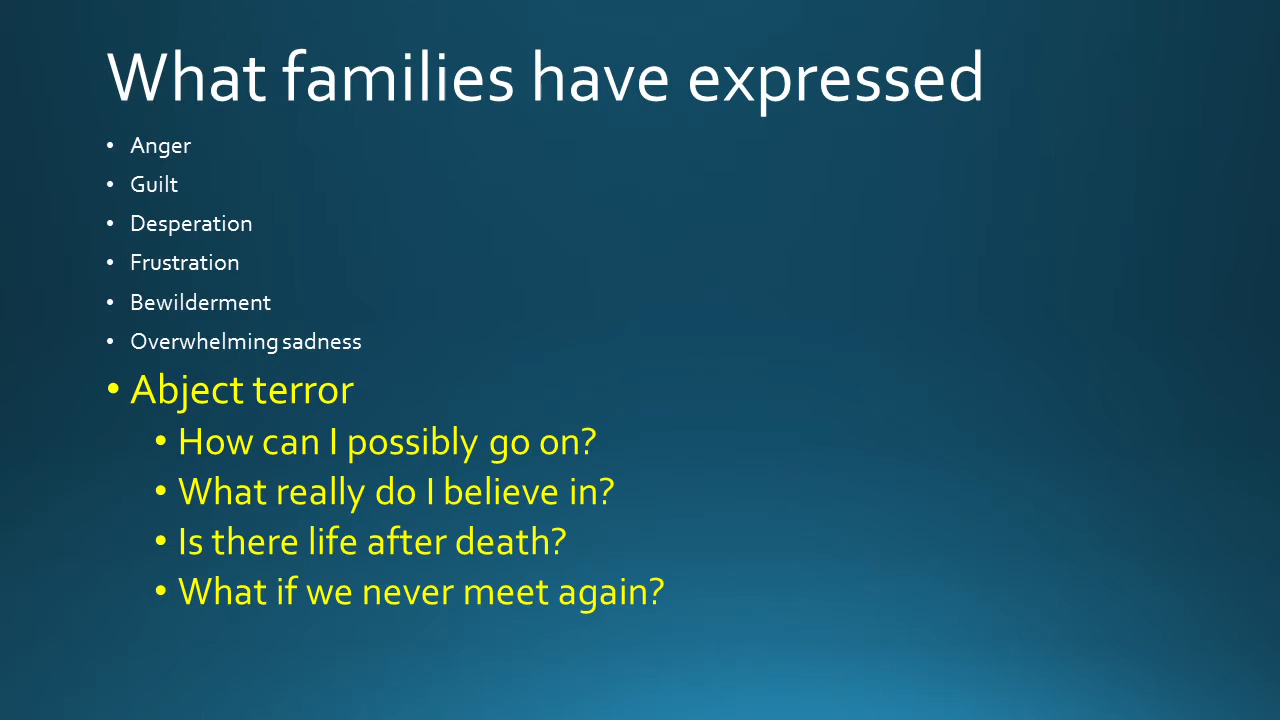 What families have expressed
• Anger
• Guilt
• Desperation
• Frustration
• Bewilderment
• Overwhelming sadness
• Abject terror
• How can I possibly go on?
• What really do I believe in?
• Is there life after death?
• What if we never meet again?